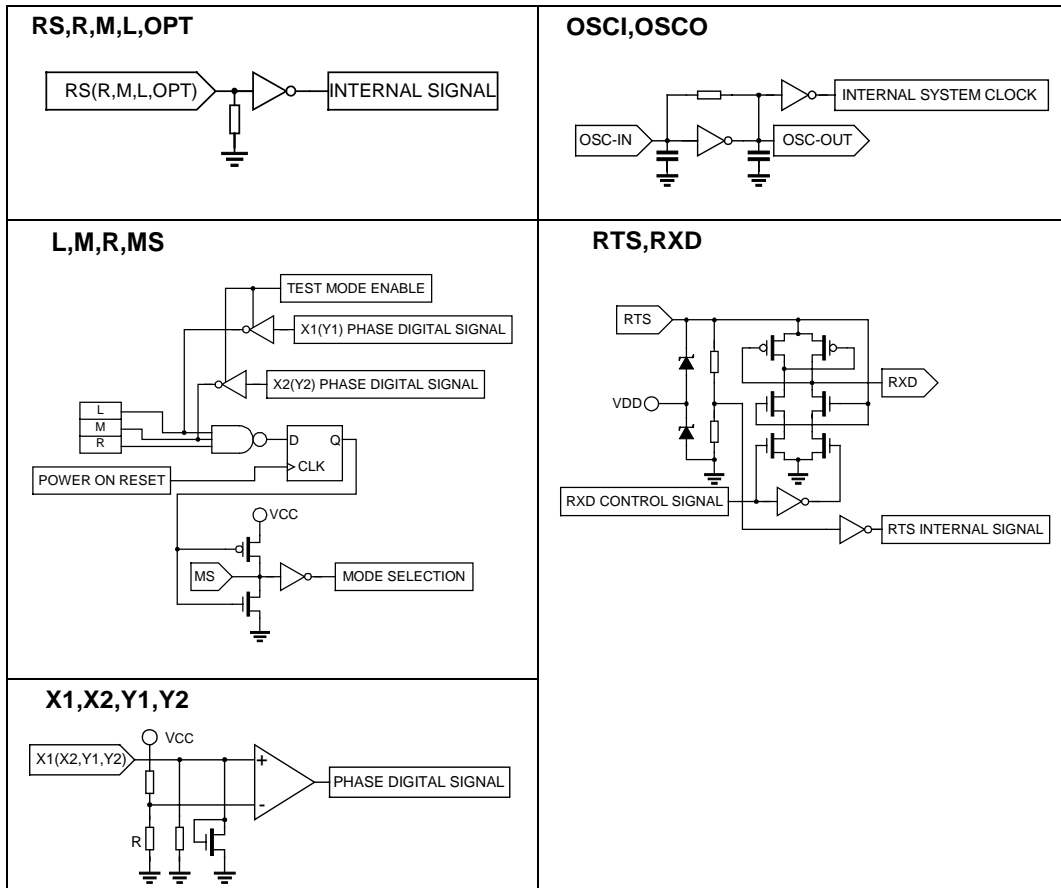 RS,R,M,L,OPT
RS(R,M,L,OPT)
INTERNAL SIGNAL
OSCI,OSCO
INTERNAL SYSTEM CLOCK
OSC-IN
OSC-OUT
L,M,R,MS
TEST MODE ENABLE
X1(Y1) PHASE DIGITAL SIGNAL
X2(Y2) PHASE DIGITAL SIGNAL
L
M
R
D
Q
CLK
POWER ON RESET
VCC
MS
MODE SELECTION
RTS,RXD
RTS
RXD
VDD
RXD CONTROL SIGNAL
RTS INTERNAL SIGNAL
X1,X2,Y1,Y2
VCC
X1(X2,Y1,Y2)
+
-
PHASE DIGITAL SIGNAL
R